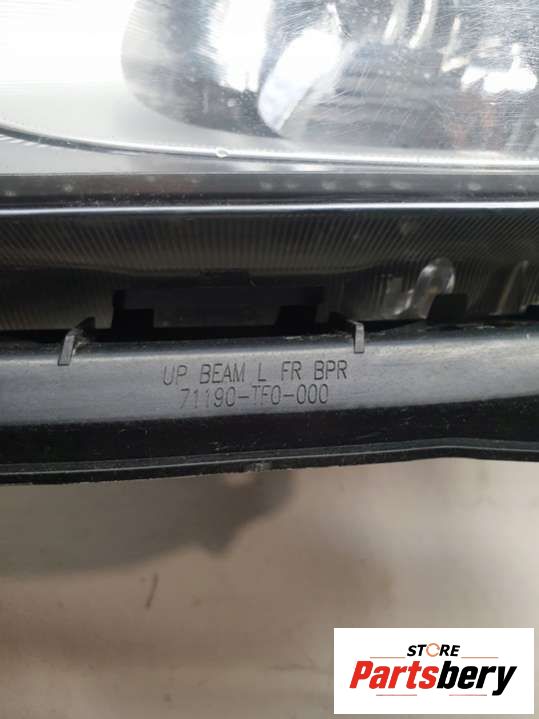 UP BEAM L FR BPR
71190-TF0-000
STORE
Partsbery